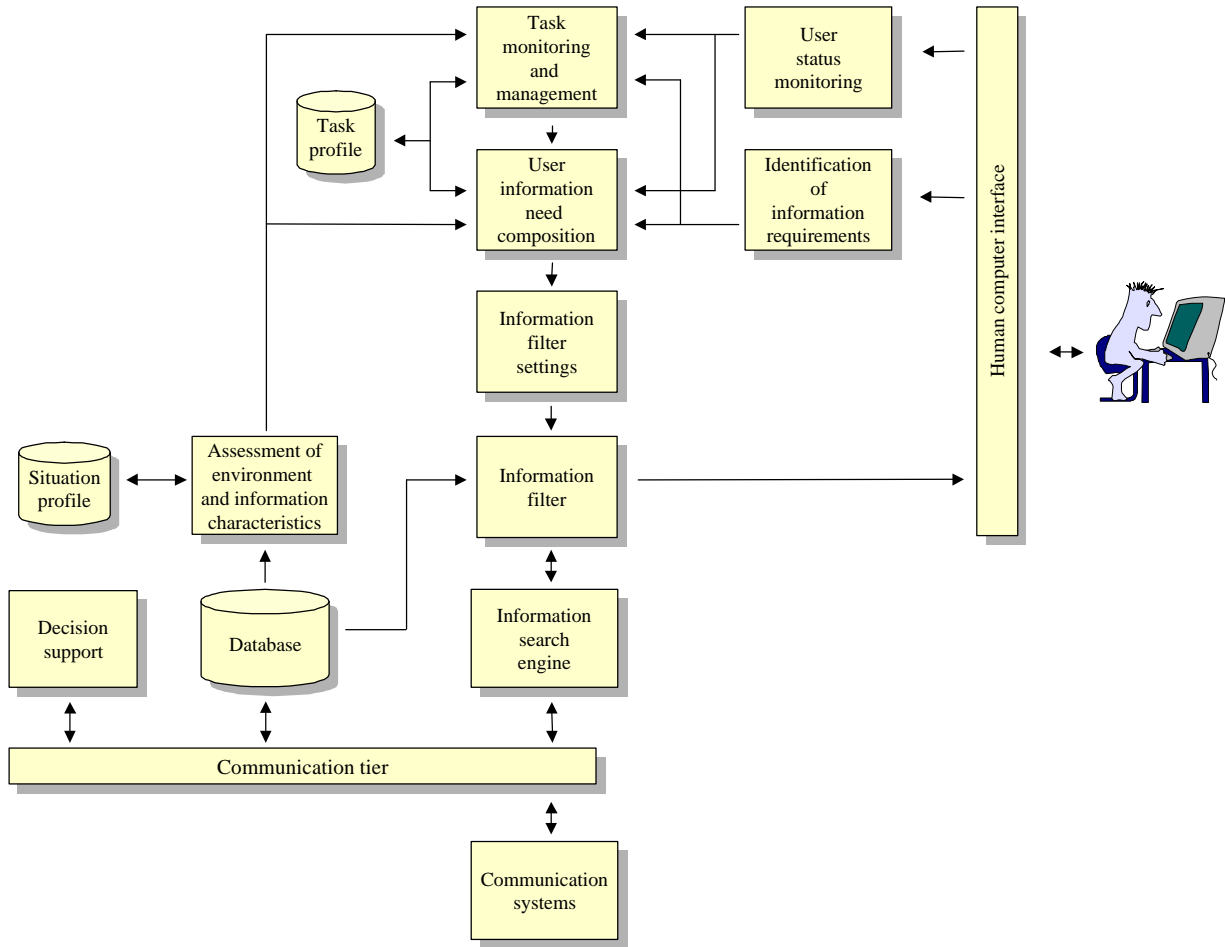 Task
monitoring
and
management
User
status
monitoring
Task
profile
User
information
need
composition
Identification
of
information
requirements
Human computer interface
Information
filter
settings
Situation
profile
Assessment of
environment
and information
characteristics
Information
filter
Decision
support
Database
Information
search
engine
Communication tier
Communication
systems